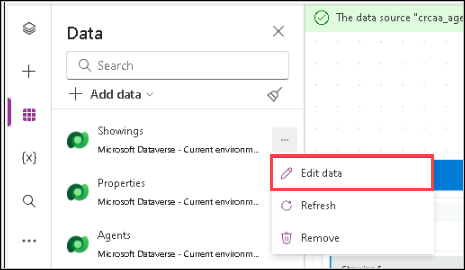 Data
The data source "crcaa_age
Search
Add data
Showings
Microsoft Dataverse - Current environm...
Edit data
Properties
Microsoft Dataverse - Current environm...
Refresh
Agents
Microsoft Dataverse - Current environm...
Remove
{x}